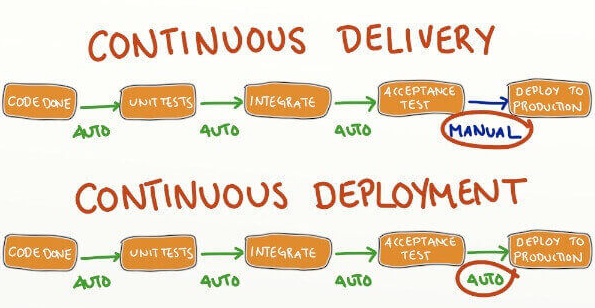 CONTINUOUS DELIVERY
CODE DONE UNIT TESTS INTEGRATE ACCEPTANCE TEST DEPLOY TO PRODUCTION
AUTO AUTO AUTO MANUAL
CONTINUOUS DEPLOYMENT
CODE DONE UNIT TESTS INTEGRATE ACCEPTANCE TEST DEPLOY TO PRODUCTION
AUTO AUTO AUTO AUTO